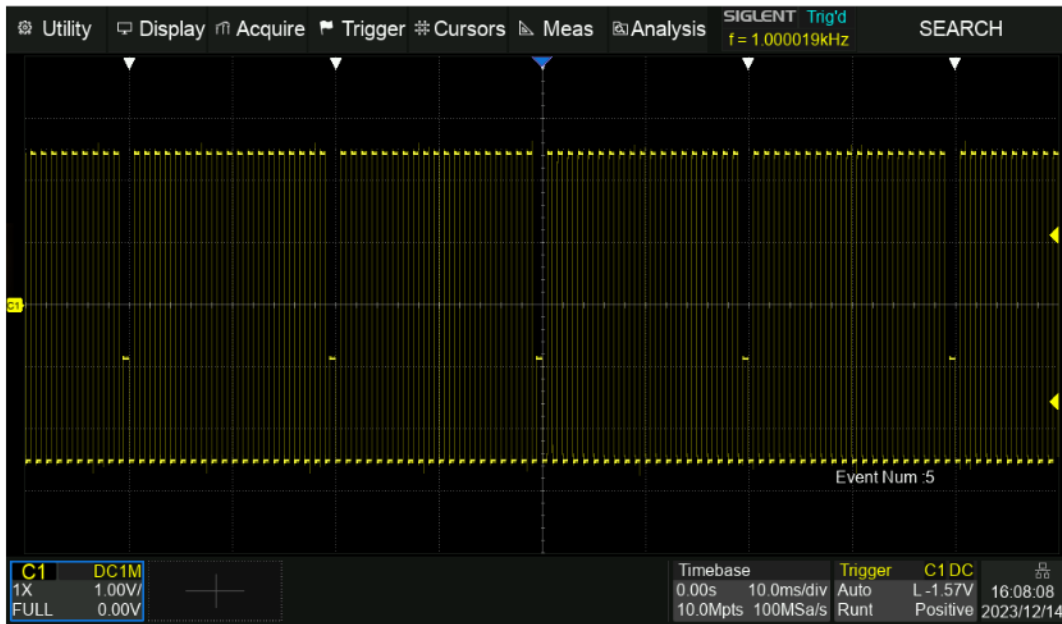 Utility Display Acquire Trigger Cursors Meas Analysis SIGLENT Trig'd SEARCH
f = 1.000019kHz
C1
Event Num :5
C1 DC1M
1X 1.00V/
FULL 0.00V
Timebase
0.00s 10.0ms/div
10.0Mpts 100MSa/s
Trigger C1 DC
Auto L -1.57V
Runt Positive
16:08:08
2023/12/14